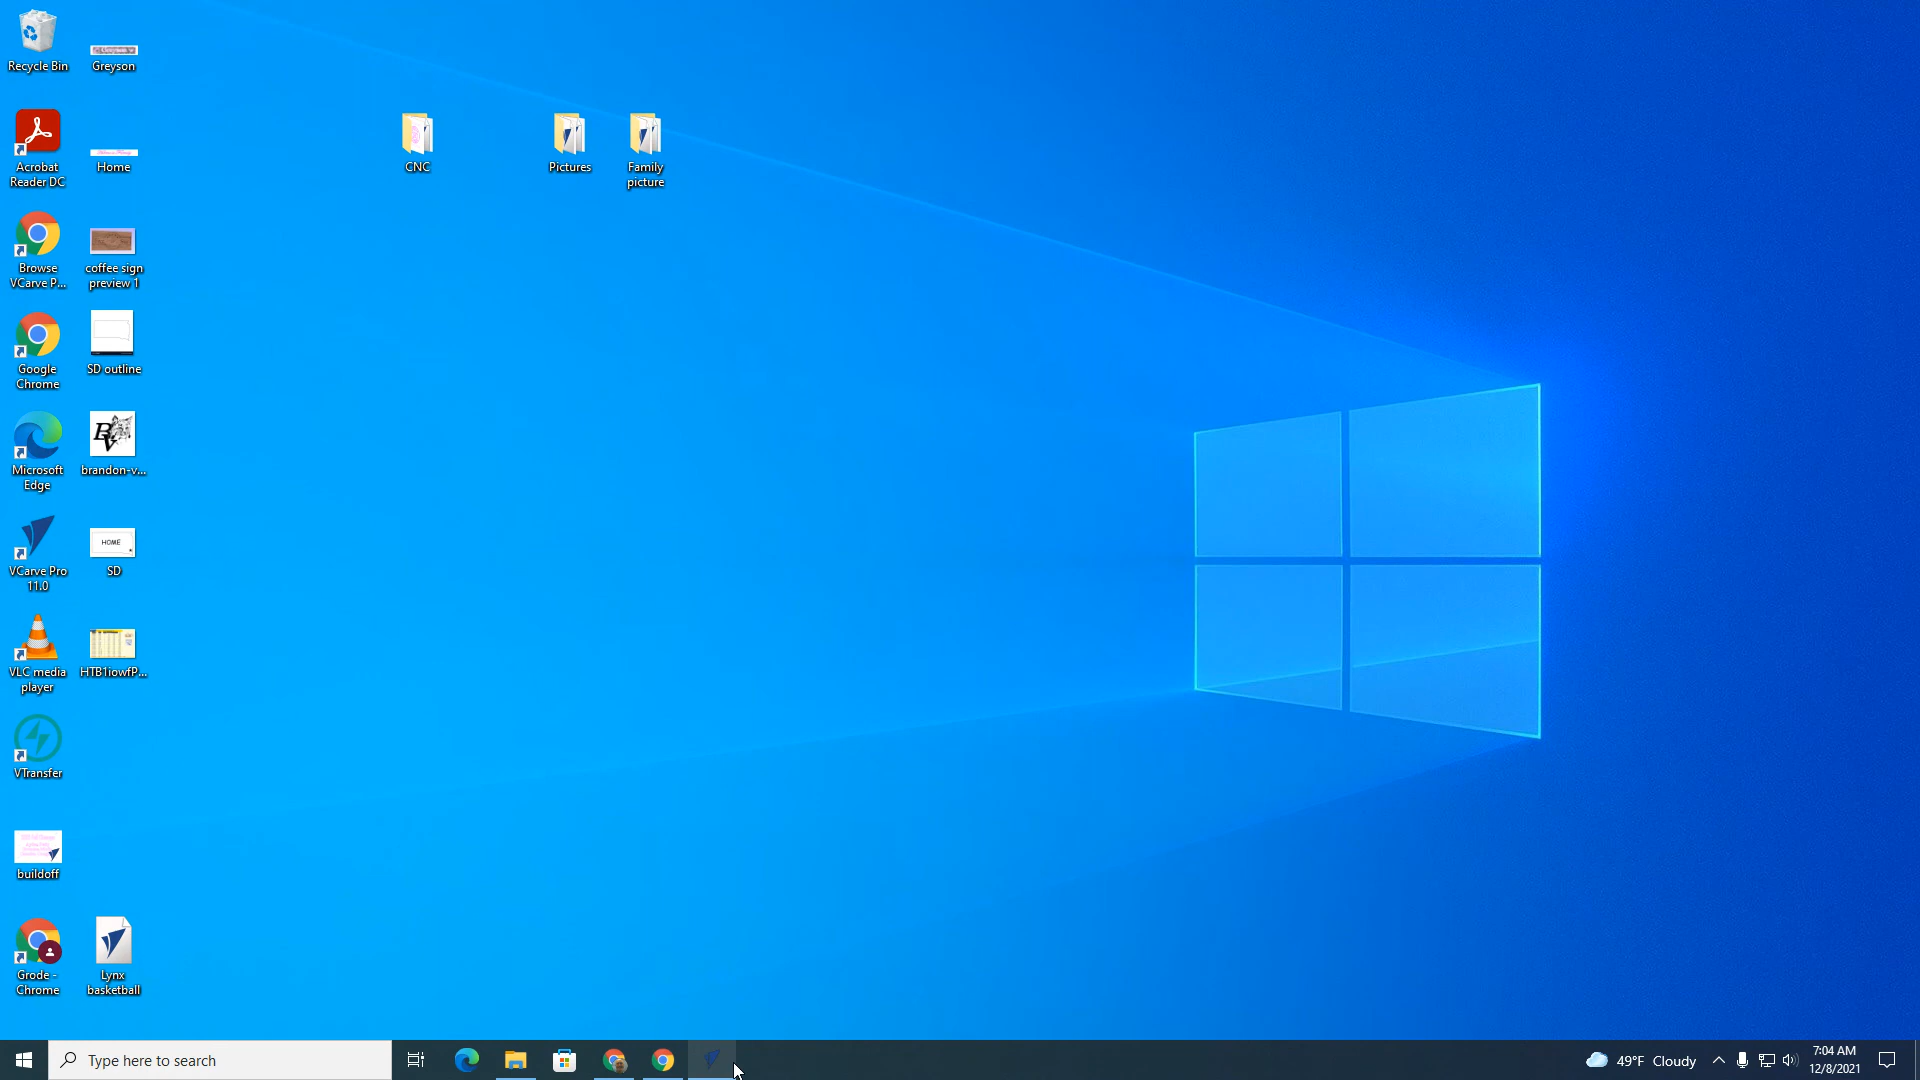 Recycle Bin
Greyson
Acrobat
Reader DC
Home
CNC
Pictures
Family
picture
Browse
VCarve P...
coffee sign
preview 1
Google
Chrome
SD outline
Microsoft
Edge
BV
brandon-v...
VCarve Pro
11.0
HOME
SD
VLC media
player
HTB1iowfP...
VTransfer
buildoff
Grode -
Chrome
Lynx
basketball
Type here to search
49°F Cloudy
7:04 AM
12/8/2021